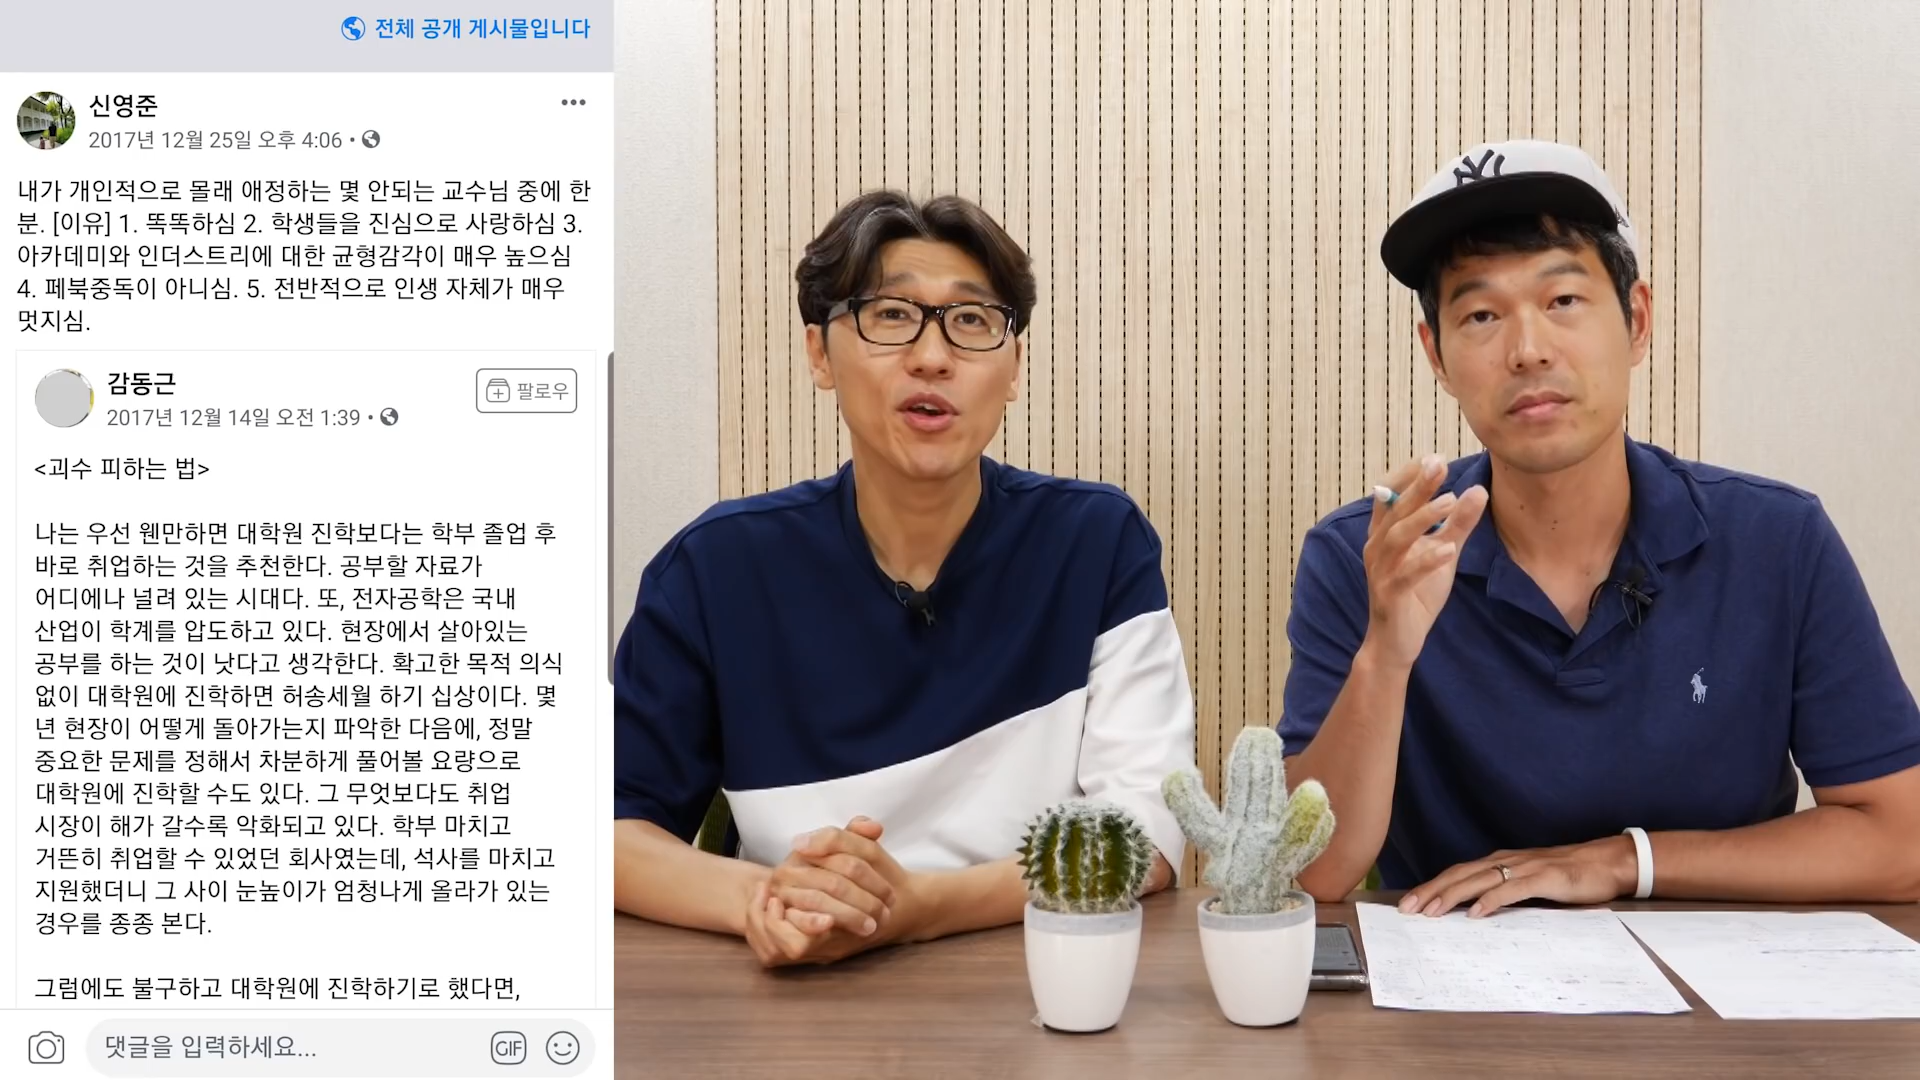 전체 공개 게시물입니다
신영준
2017년 12월 25일 오후 4:06
내가 개인적으로 몰래 애정하는 몇 안되는 교수님 중에 한
분. [이유] 1. 똑똑하심 2. 학생들을 진심으로 사랑하심 3.
아카데미와 인더스트리에 대한 균형감각이 매우 높으심
4. 페북중독이 아니심. 5. 전반적으로 인생 자체가 매우
멋지심.
감동근
팔로우
2017년 12월 14일 오전 1:39
<괴수 피하는 법>
나는 우선 웬만하면 대학원 진학보다는 학부 졸업 후
바로 취업하는 것을 추천한다. 공부할 자료가
어디에나 널려 있는 시대다. 또, 전자공학은 국내
산업이 학계를 압도하고 있다. 현장에서 살아있는
공부를 하는 것이 낫다고 생각한다. 확고한 목적 의식
없이 대학원에 진학하면 허송세월 하기 십상이다. 몇
년 현장이 어떻게 돌아가는지 파악한 다음에, 정말
중요한 문제를 정해서 차분하게 풀어볼 요량으로
대학원에 진학할 수도 있다. 그 무엇보다도 취업
시장이 해가 갈수록 악화되고 있다. 학부 마치고
거뜬히 취업할 수 있었던 회사였는데, 석사를 마치고
지원했더니 그 사이 눈높이가 엄청나게 올라가 있는
경우를 종종 본다.
그럼에도 불구하고 대학원에 진학하기로 했다면,
댓글을 입력하세요...
GIF
NY